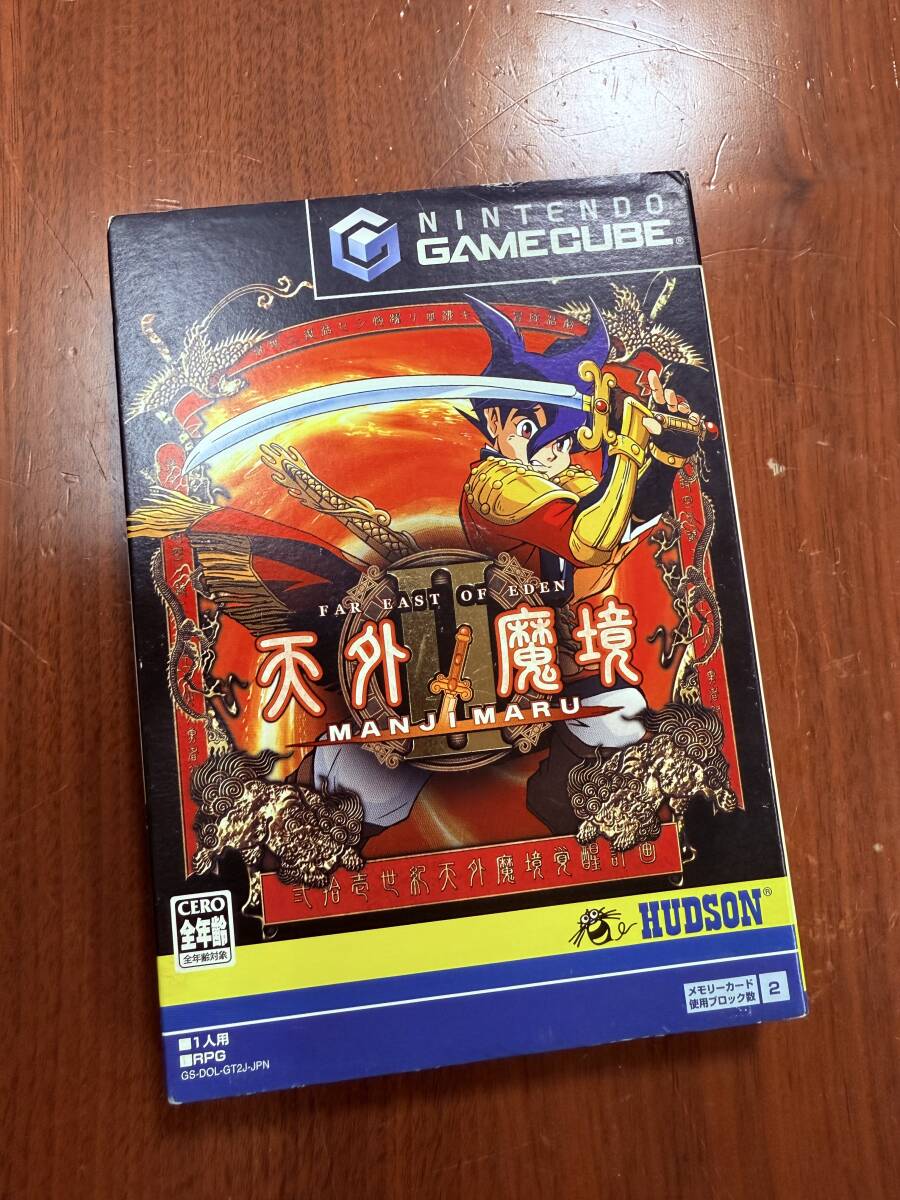 NINTENDO
GAMECUBE®
FAR EAST OF EDEN
天外魔境
II
MANJI MARU
弐拾壱世紀天外魔境覚醒計画
CERO
全年齢
全年齢対象
HUDSON®
メモリーカード
使用ブロック数
2
1人用
RPG
GS-DOL-GT2J-JPN